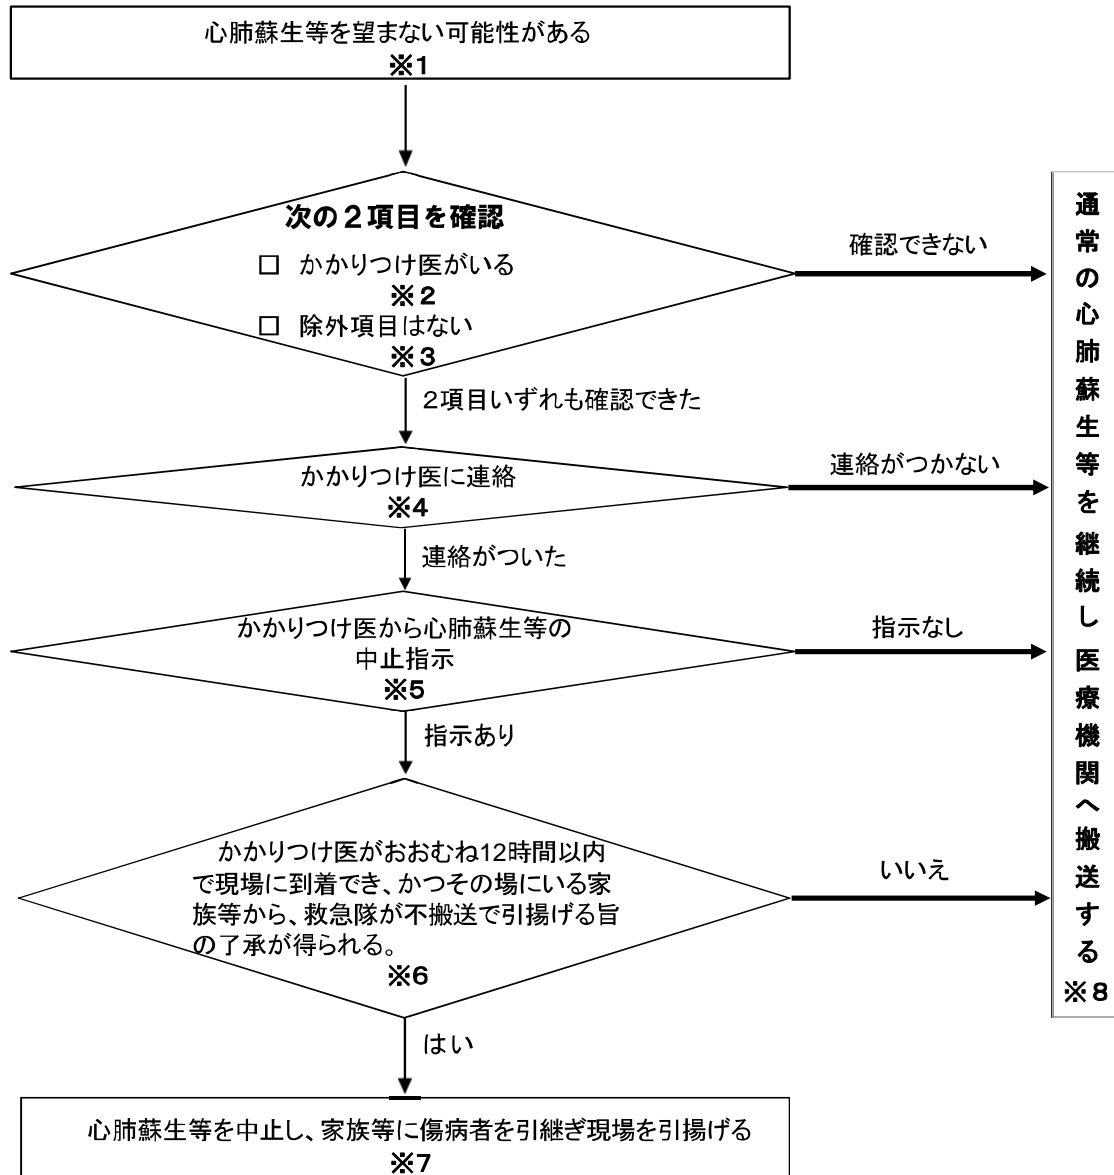 心肺蘇生等を望まない可能性がある
※1
次の２項目を確認
□ かかりつけ医がいる
※２
□ 除外項目はない
※３
確認できない
２項目いずれも確認できた
かかりつけ医に連絡
※4
連絡がつかない
連絡がついた
かかりつけ医から心肺蘇生等の
中止指示
※5
指示なし
指示あり
かかりつけ医がおおむね12時間以内
で現場に到着でき、かつその場にいる家
族等から、救急隊が不搬送で引揚げる旨
の了承が得られる。
※6
いいえ
はい
心肺蘇生等を中止し、家族等に傷病者を引継ぎ現場を引揚げる
※7
通常の心肺蘇生等を継続し医療機関へ搬送する
※８